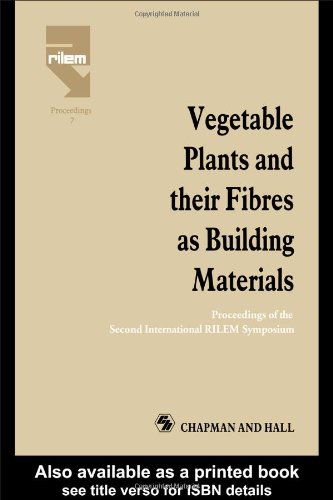 rilem
Proceedings
7
Vegetable
Plants and
their Fibres
as Building
Materials
Proceedings of the
Second International RILEM Symposium
CHAPMAN AND HALL
Also available as a printed book
see title verso for ISBN details